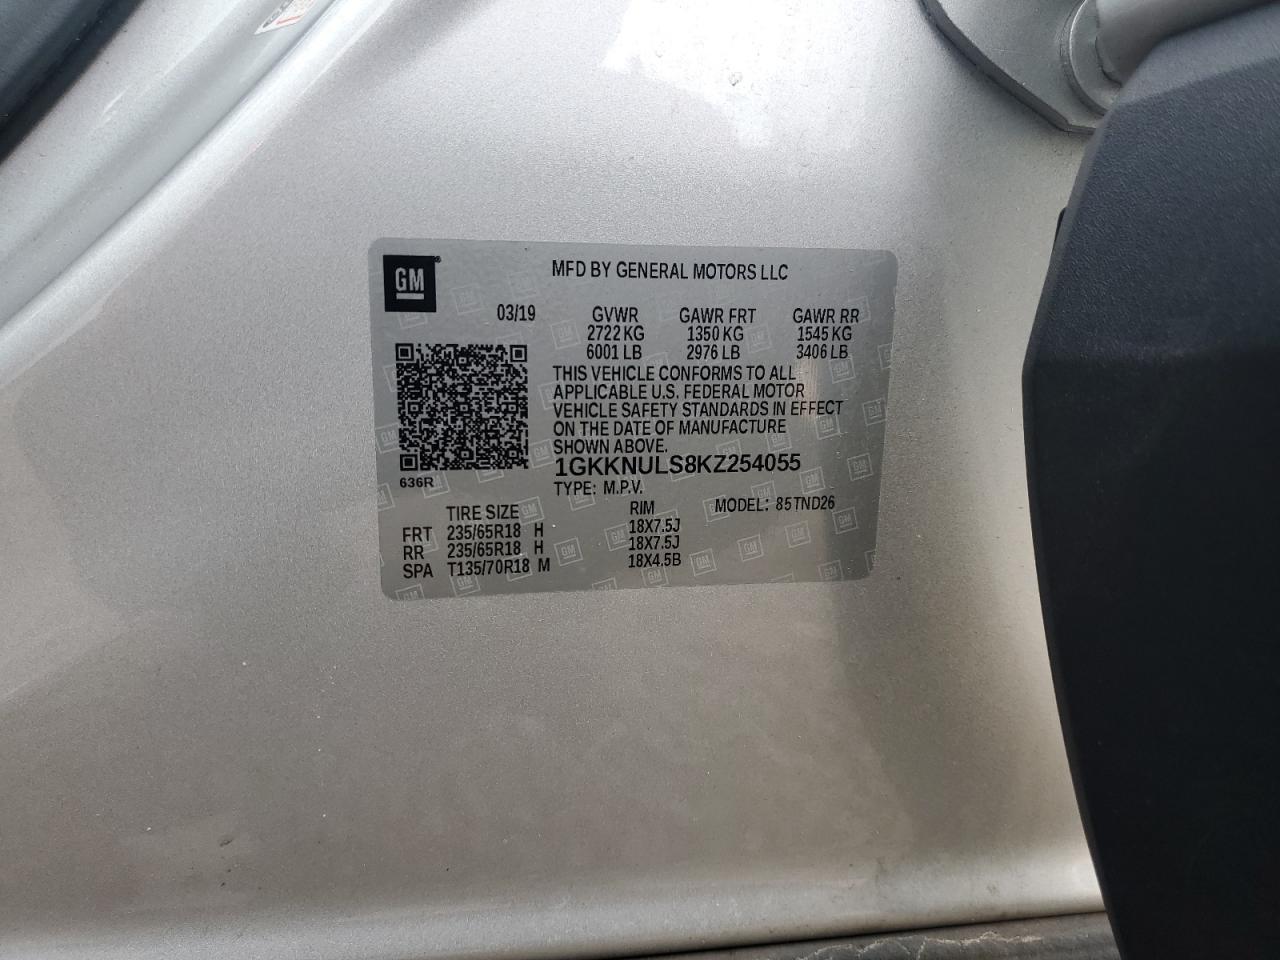 GM
MFD BY GENERAL MOTORS LLC
03/19 GVWR GAWR FRT GAWR RR
2722 KG 1350 KG 1545 KG
6001 LB 2976 LB 3406 LB
THIS VEHICLE CONFORMS TO ALL
APPLICABLE U.S. FEDERAL MOTOR
VEHICLE SAFETY STANDARDS IN EFFECT
ON THE DATE OF MANUFACTURE
SHOWN ABOVE.
1GKKNULS8KZ254055
636R
TYPE: M.P.V.
TIRE SIZE RIM MODEL: 85TND26
FRT 235/65R18 H 18X7.5J
RR 235/65R18 H 18X7.5J
SPA T135/70R18 M 18X4.5B